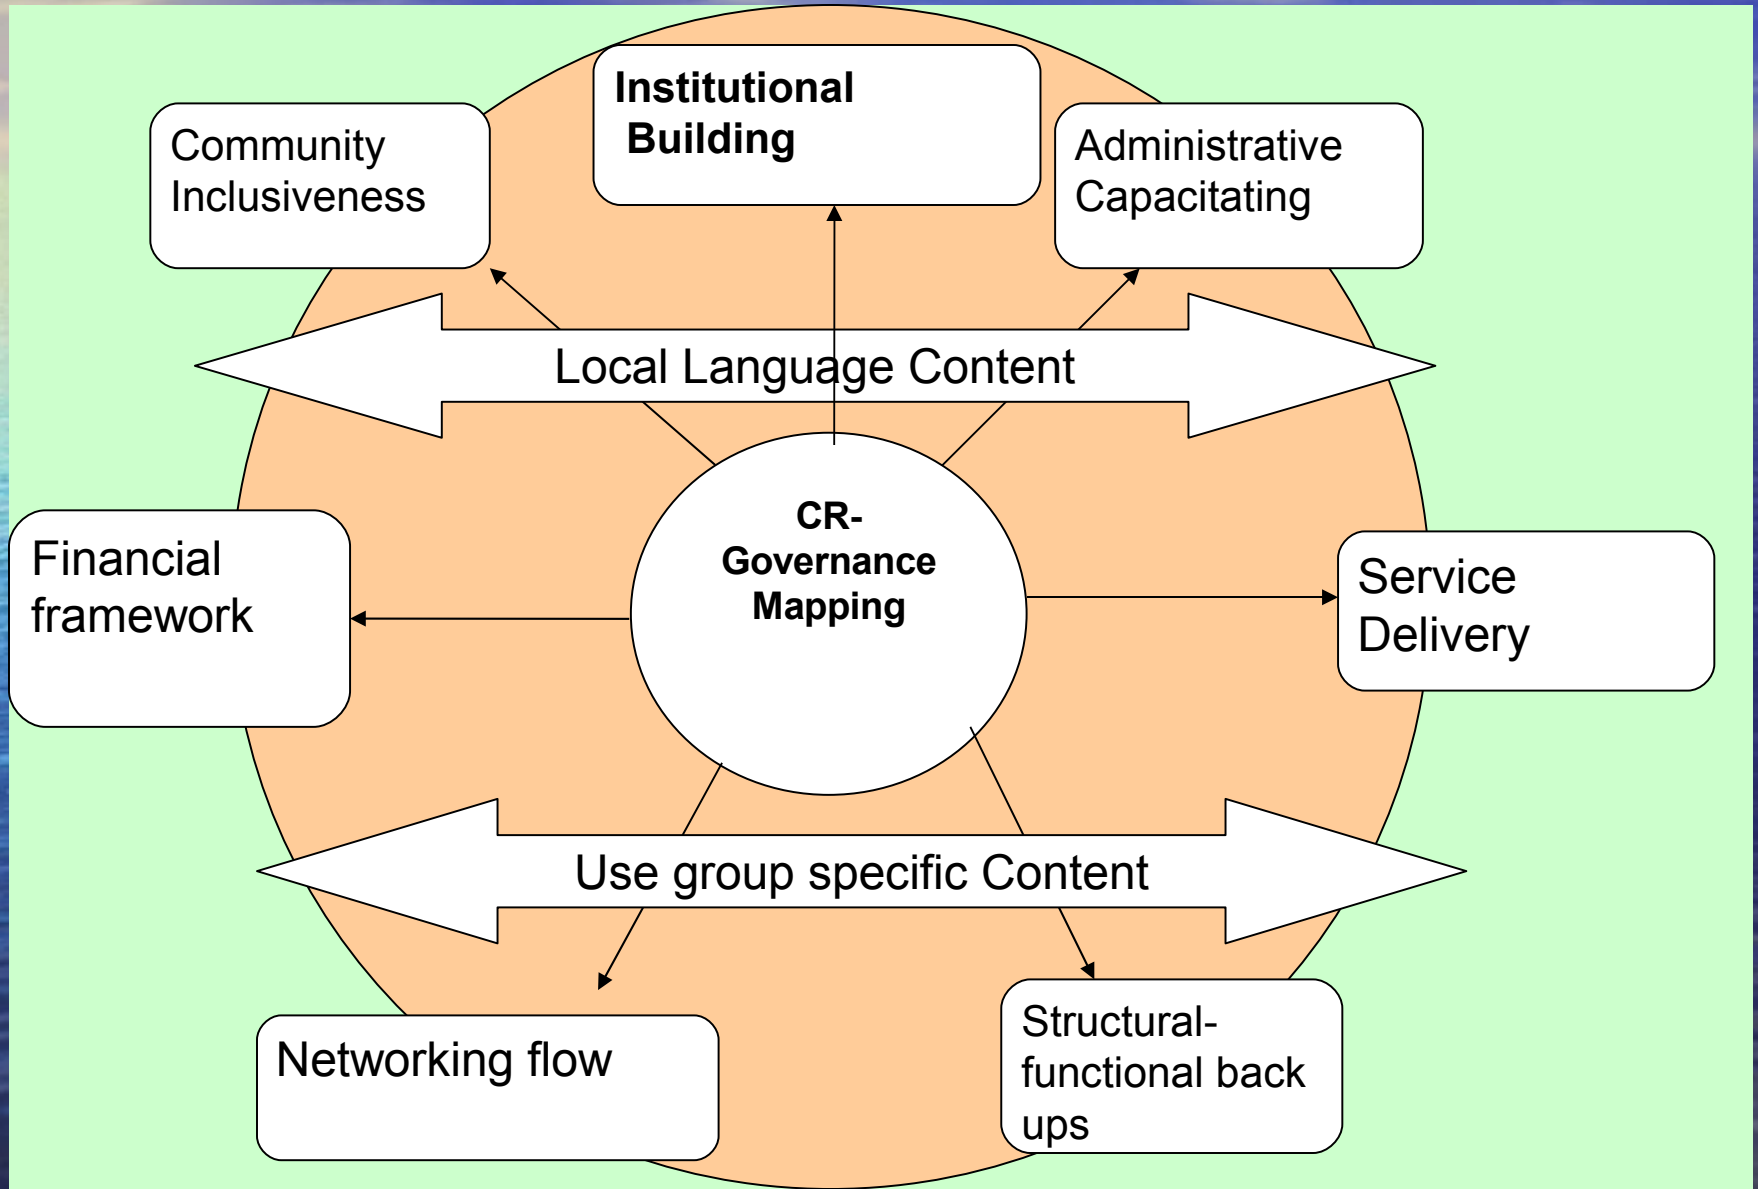 Institutional
Building
Community
Inclusiveness
Administrative
Capacitating
Local Language Content
CR-
Governance
Mapping
Financial
framework
Service
Delivery
Use group specific Content
Networking flow
Structural-
functional back
ups